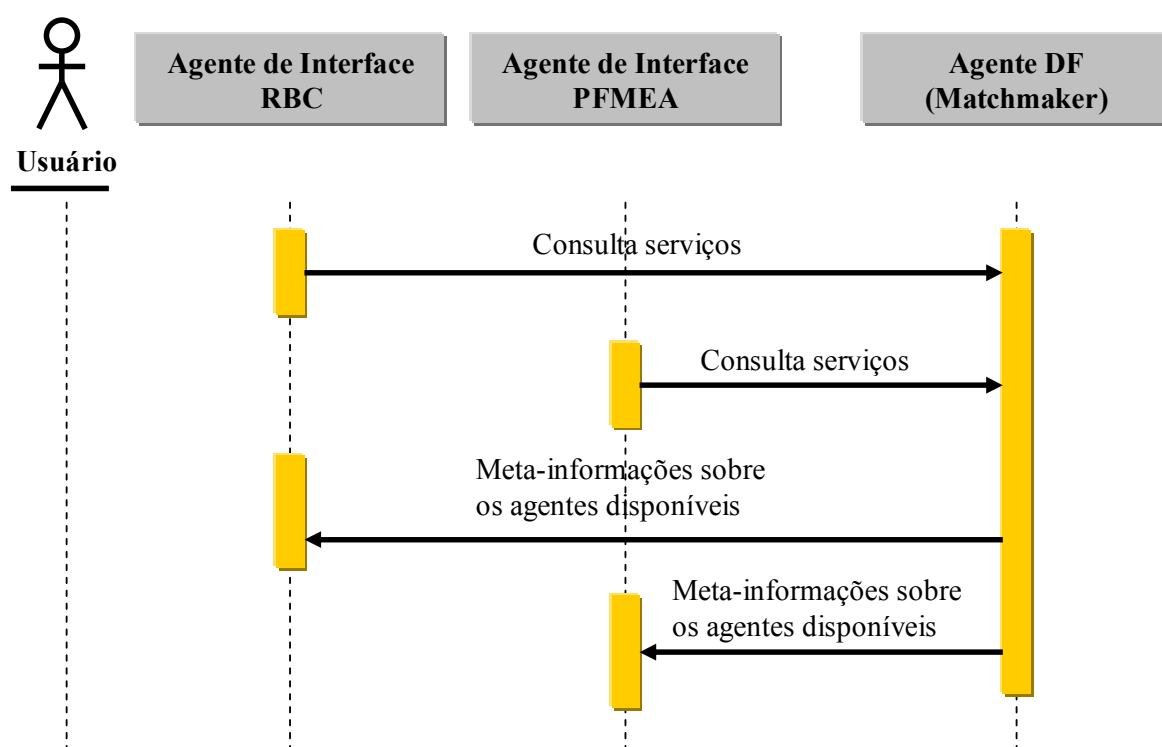 Agente de Interface
RBC
Agente de Interface
PFMEA
Agente DF
(Matchmaker)
Usuário
Consulta serviços
Consulta serviços
Meta-informações sobre
os agentes disponíveis
Meta-informações sobre
os agentes disponíveis